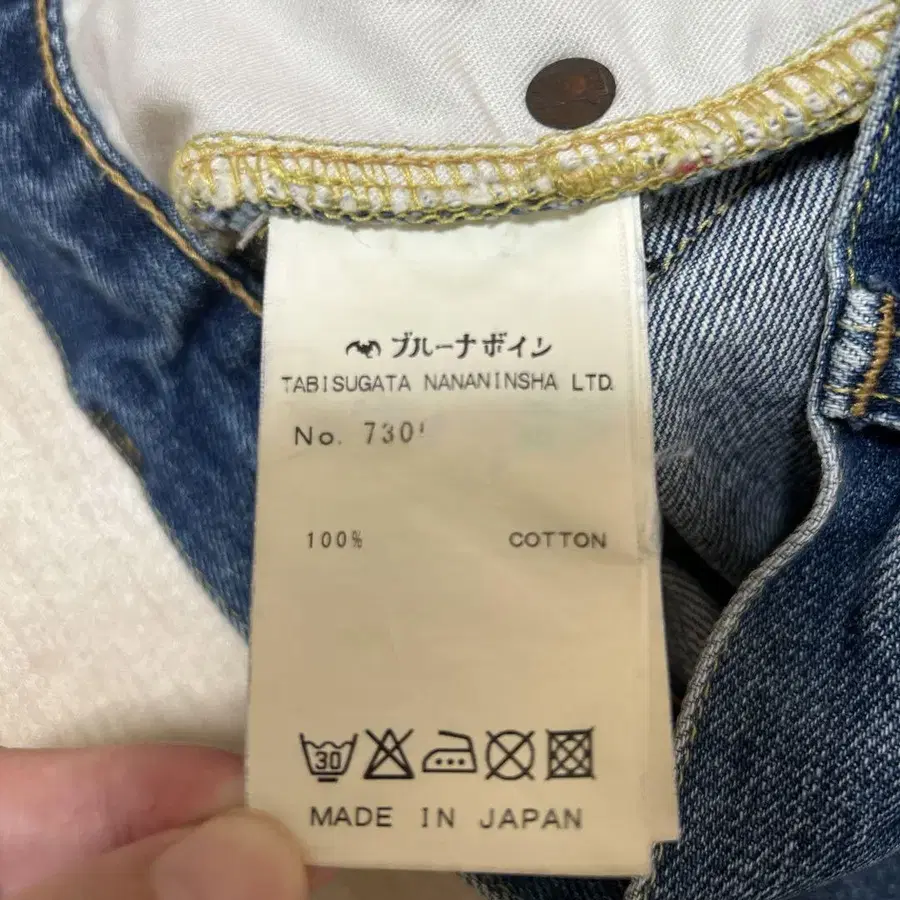 ブルーナボイン
TABISUGATA NANANINSHA LTD.
No. 730
100% COTTON
30
MADE IN JAPAN